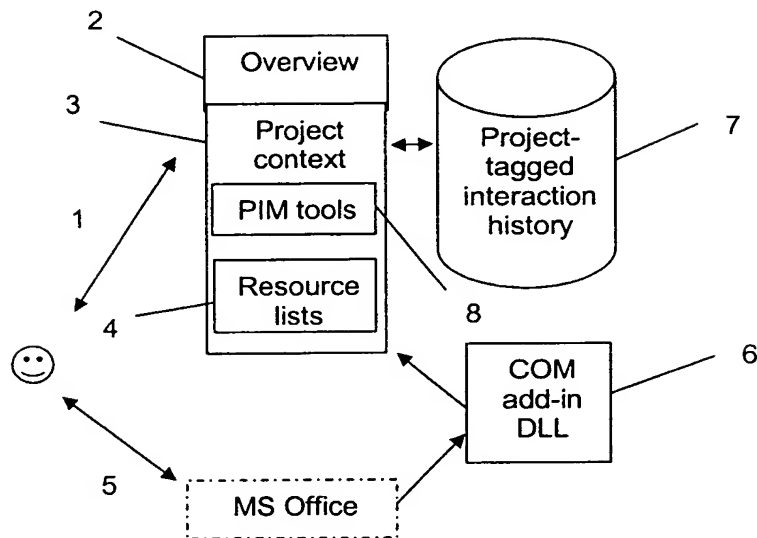 2
Overview
3
Project
context
Project-
tagged
interaction
history
7
1
PIM tools
4
Resource
lists
8
COM
add-in
DLL
6
5
MS Office